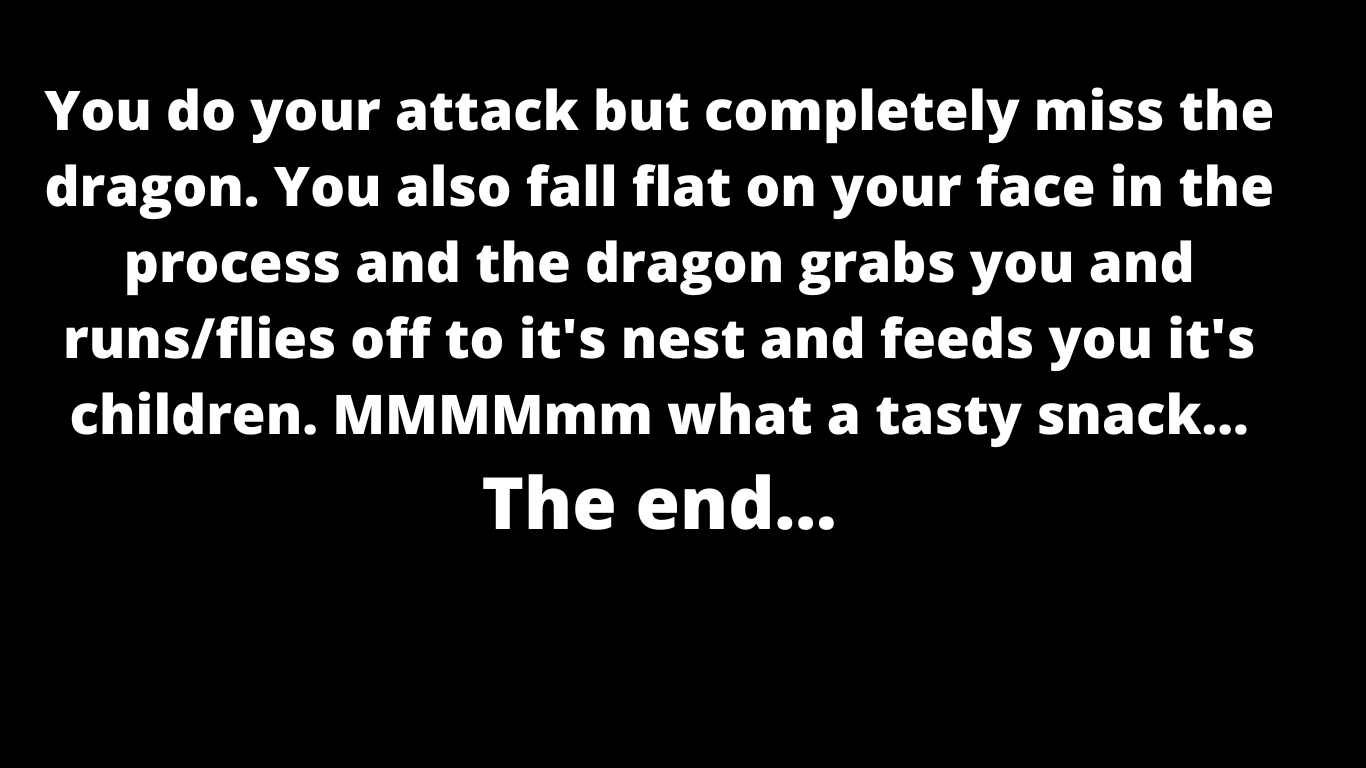 You do your attack but completely miss the
dragon. You also fall flat on your face in the
process and the dragon grabs you and
runs/flies off to it's nest and feeds you it's
children. MMMMmm what a tasty snack...
The end...